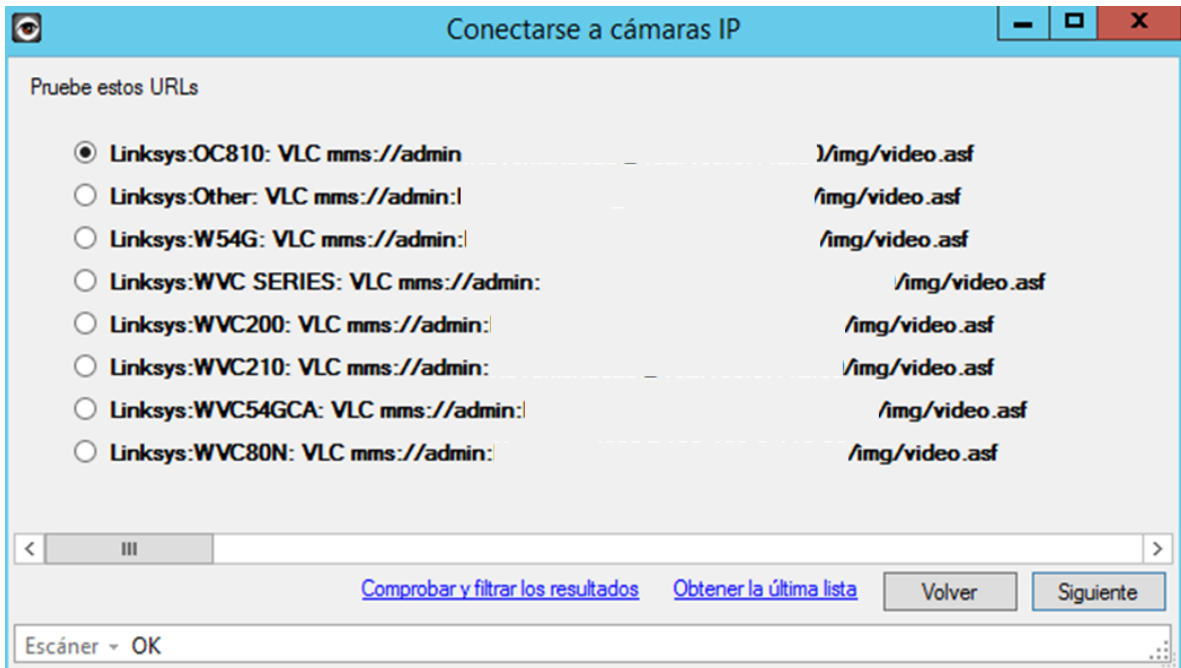 Conectarse a cámaras IP
Pruebe estos URLs
Linksys:OC810: VLC mms://admin /img/video.asf
Linksys:Other: VLC mms://admin: /img/video.asf
Linksys:W54G: VLC mms://admin: /img/video.asf
Linksys:WVC SERIES: VLC mms://admin: /img/video.asf
Linksys:WVC200: VLC mms://admin: /img/video.asf
Linksys:WVC210: VLC mms://admin: /img/video.asf
Linksys:WVC54GCA: VLC mms://admin: /img/video.asf
Linksys:WVC80N: VLC mms://admin: /img/video.asf
Comprobar y filtrar los resultados Obtener la última lista Volver Siguiente
Escáner OK